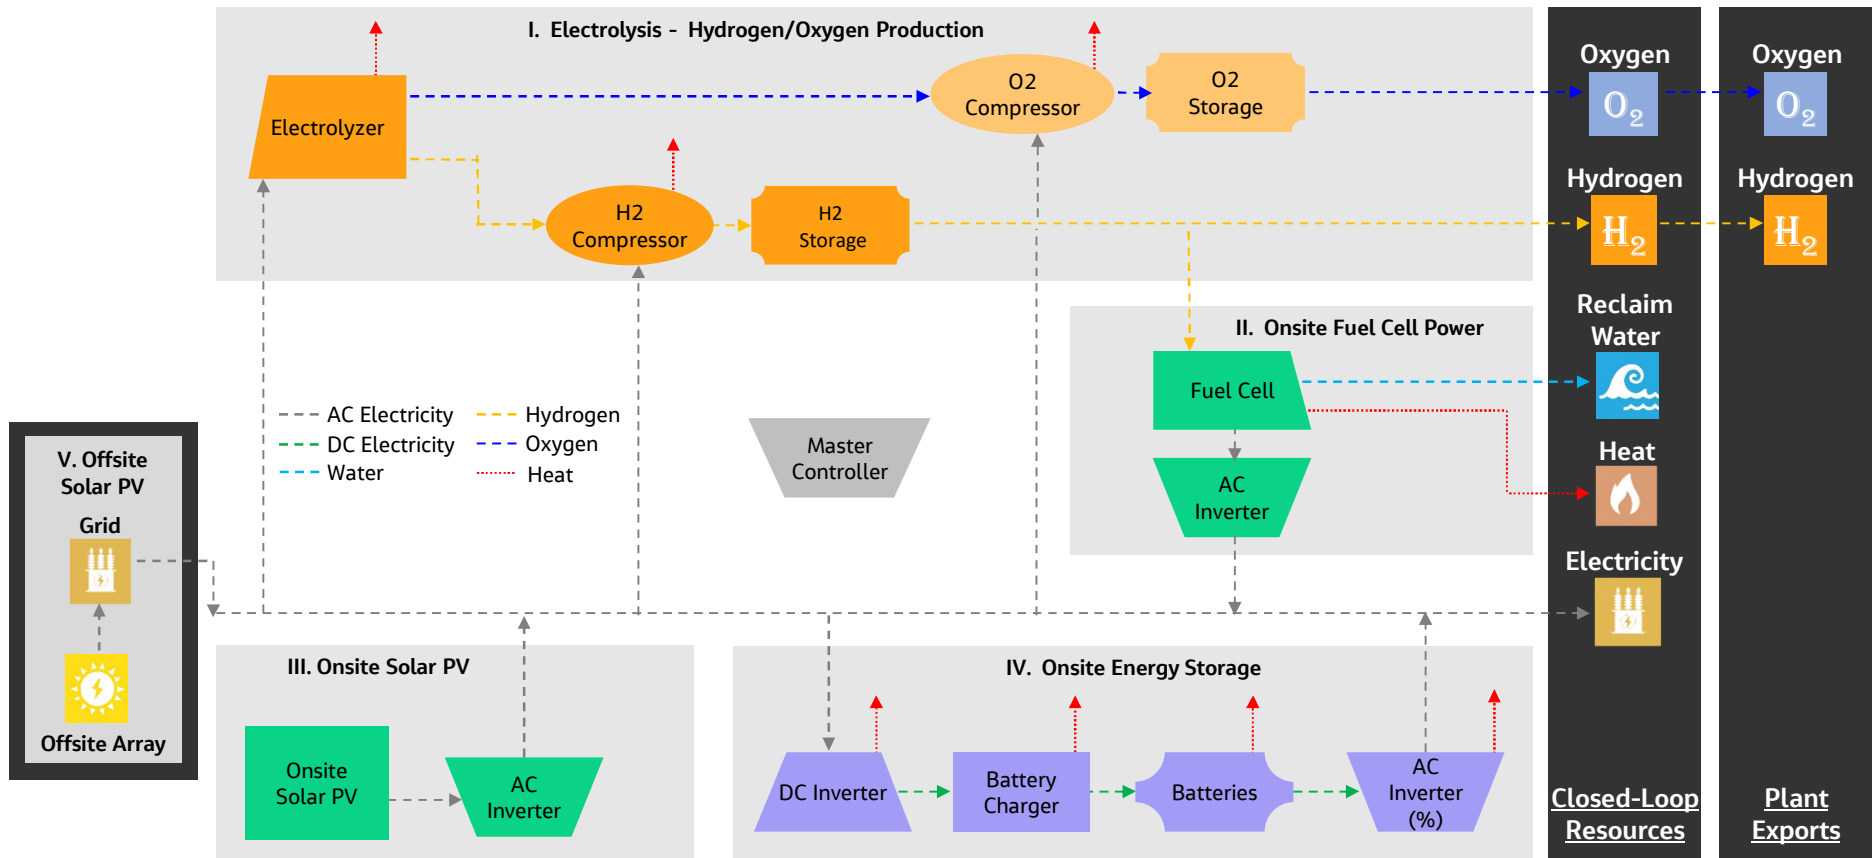 I. Electrolysis - Hydrogen/Oxygen Production
Electrolyzer
O2
Compressor
O2
Storage
H2
Compressor
H2
Storage
Oxygen
O2
Oxygen
O2
Hydrogen
H2
Hydrogen
H2
Reclaim
Water
Heat
Electricity
Closed-Loop
Resources
Plant
Exports
II. Onsite Fuel Cell Power
Fuel Cell
AC
Inverter
AC Electricity
DC Electricity
Water
Hydrogen
Oxygen
Heat
Master
Controller
V. Offsite
Solar PV
Grid
Offsite Array
III. Onsite Solar PV
Onsite
Solar PV
AC
Inverter
IV. Onsite Energy Storage
DC Inverter
Battery
Charger
Batteries
AC
Inverter
(%)